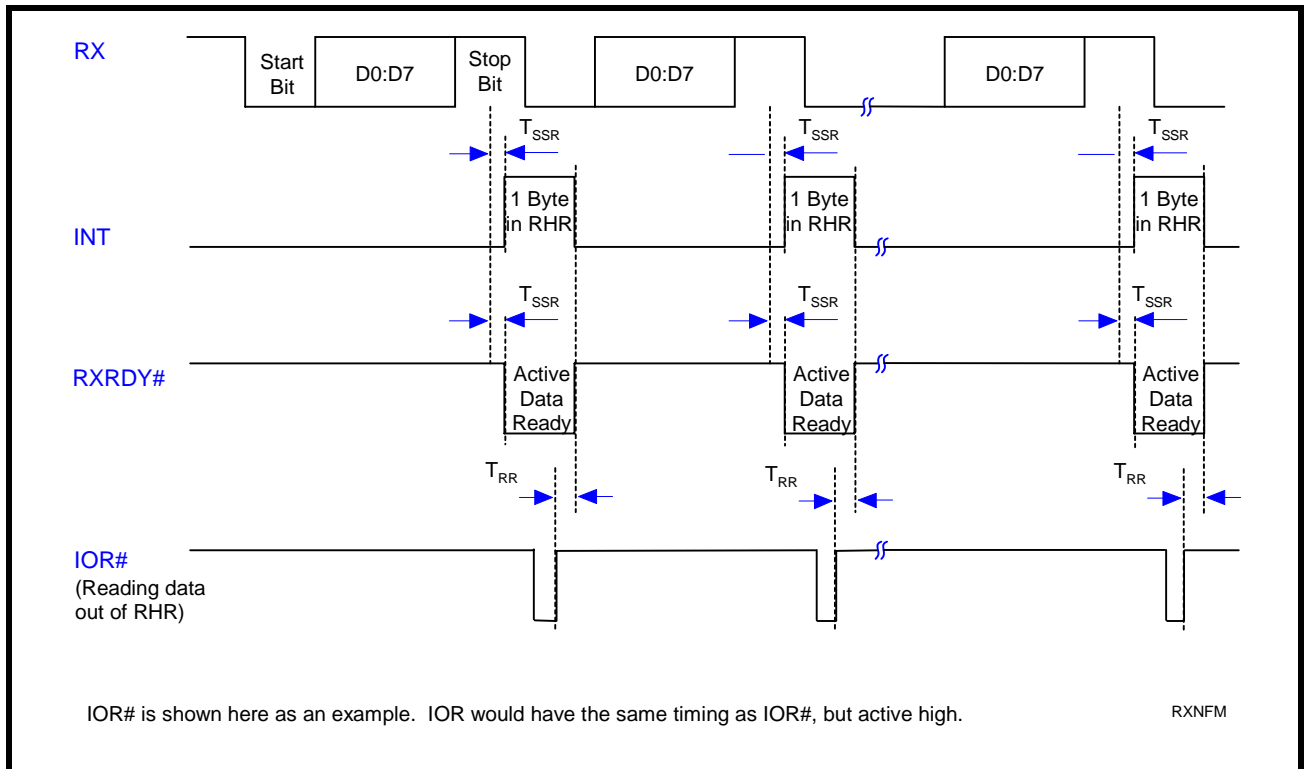 RX
Start
Bit
D0:D7
Stop
Bit
D0:D7
D0:D7
TSSR
TSSR
TSSR
INT
1 Byte
in RHR
1 Byte
in RHR
1 Byte
in RHR
TSSR
TSSR
TSSR
RXRDY#
Active
Data
Ready
Active
Data
Ready
Active
Data
Ready
TRR
TRR
TRR
IOR#
(Reading data
out of RHR)
IOR# is shown here as an example. IOR would have the same timing as IOR#, but active high.
RXNFM